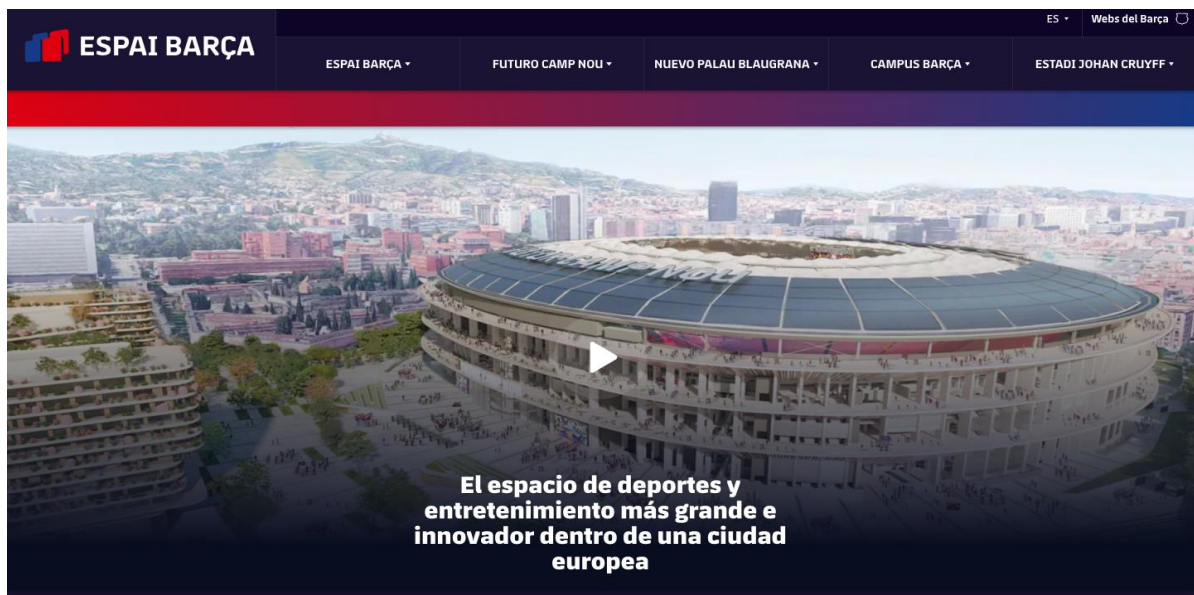 ES
Webs del Barça
ESPAI BARÇA
ESPAI BARÇA
FUTURO CAMP NOU
NUEVO PALAU BLAUGRANA
CAMPUS BARÇA
ESTADI JOHAN CRUYFF
El espacio de deportes y
entretenimiento más grande e
innovador dentro de una ciudad
europea